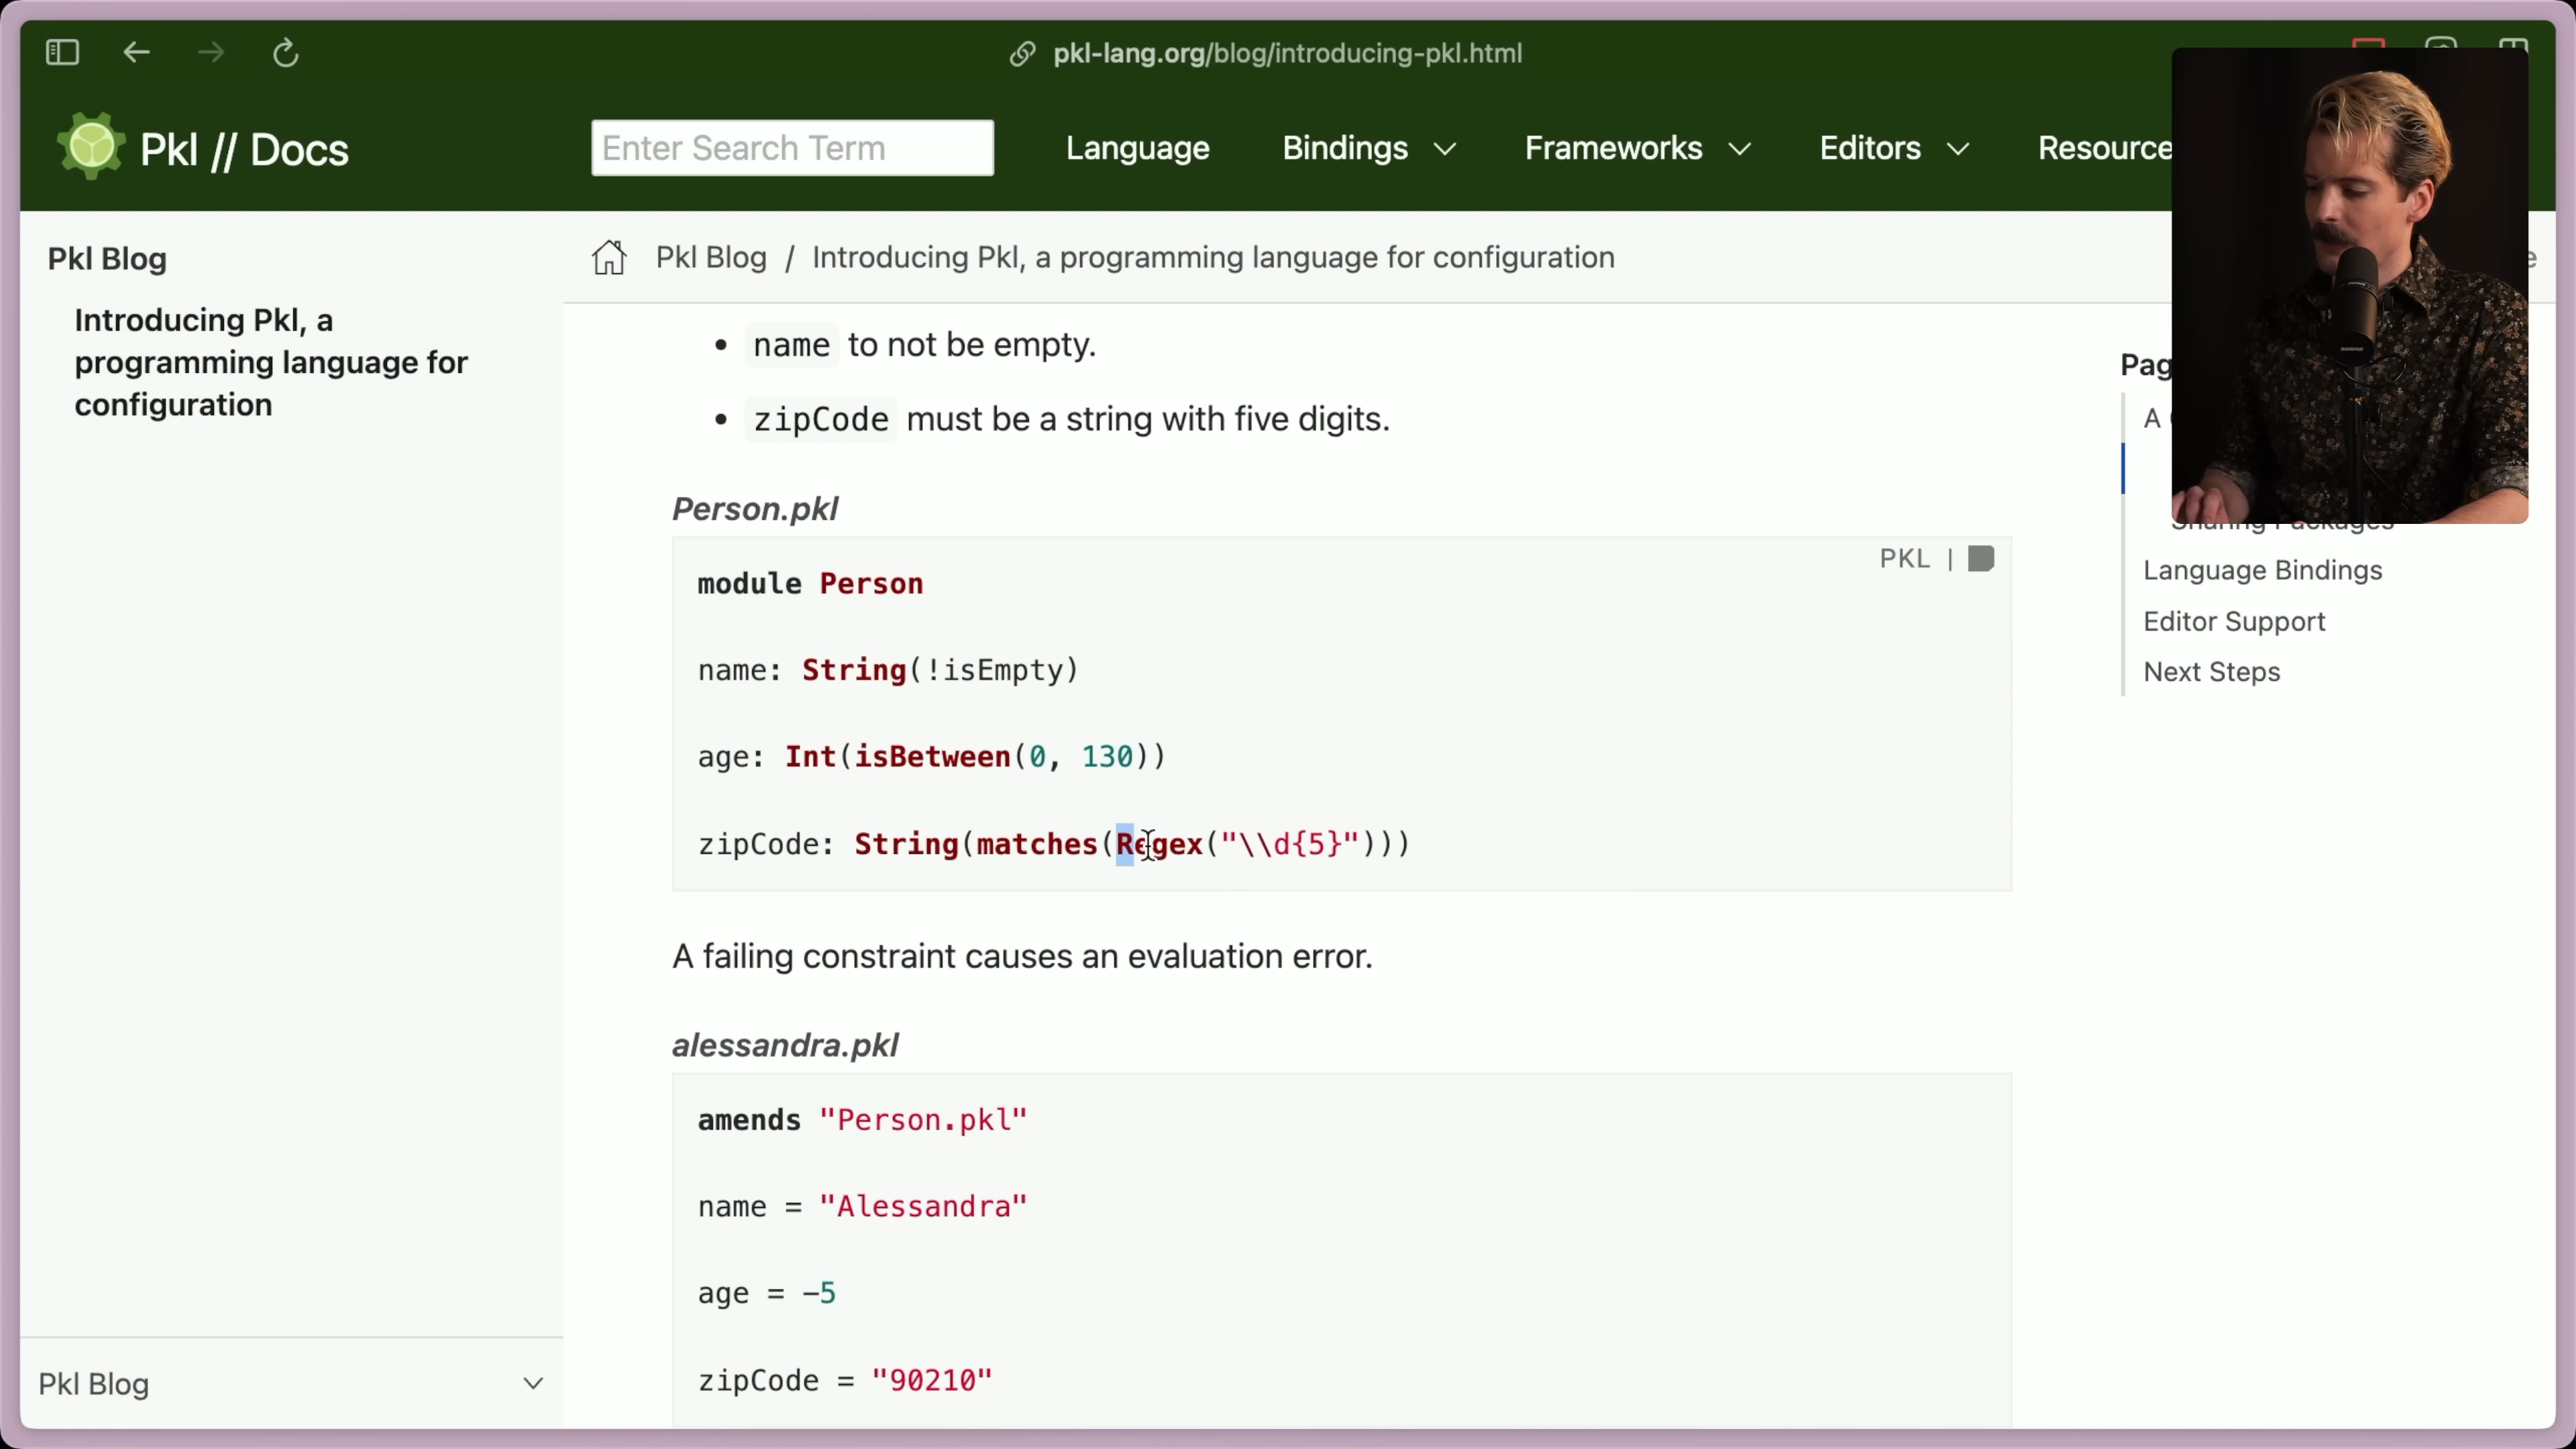 pkl-lang.org/blog/introducing-pkl.html
Pkl // Docs
Enter Search Term
Language
Bindings
Frameworks
Editors
Resource
Pkl Blog
Introducing Pkl, a
programming language for
configuration
Pkl Blog / Introducing Pkl, a programming language for configuration
• name to not be empty.
• zipCode must be a string with five digits.
Person.pkl
PKL |
module Person
name: String(!isEmpty)
age: Int(isBetween(0, 130))
zipCode: String(matches(Regex("\\d{5}")))
A failing constraint causes an evaluation error.
alessandra.pkl
amends "Person.pkl"
name = "Alessandra"
age = -5
zipCode = "90210"
Pag
A
Sharing Packages
Language Bindings
Editor Support
Next Steps
Pkl Blog